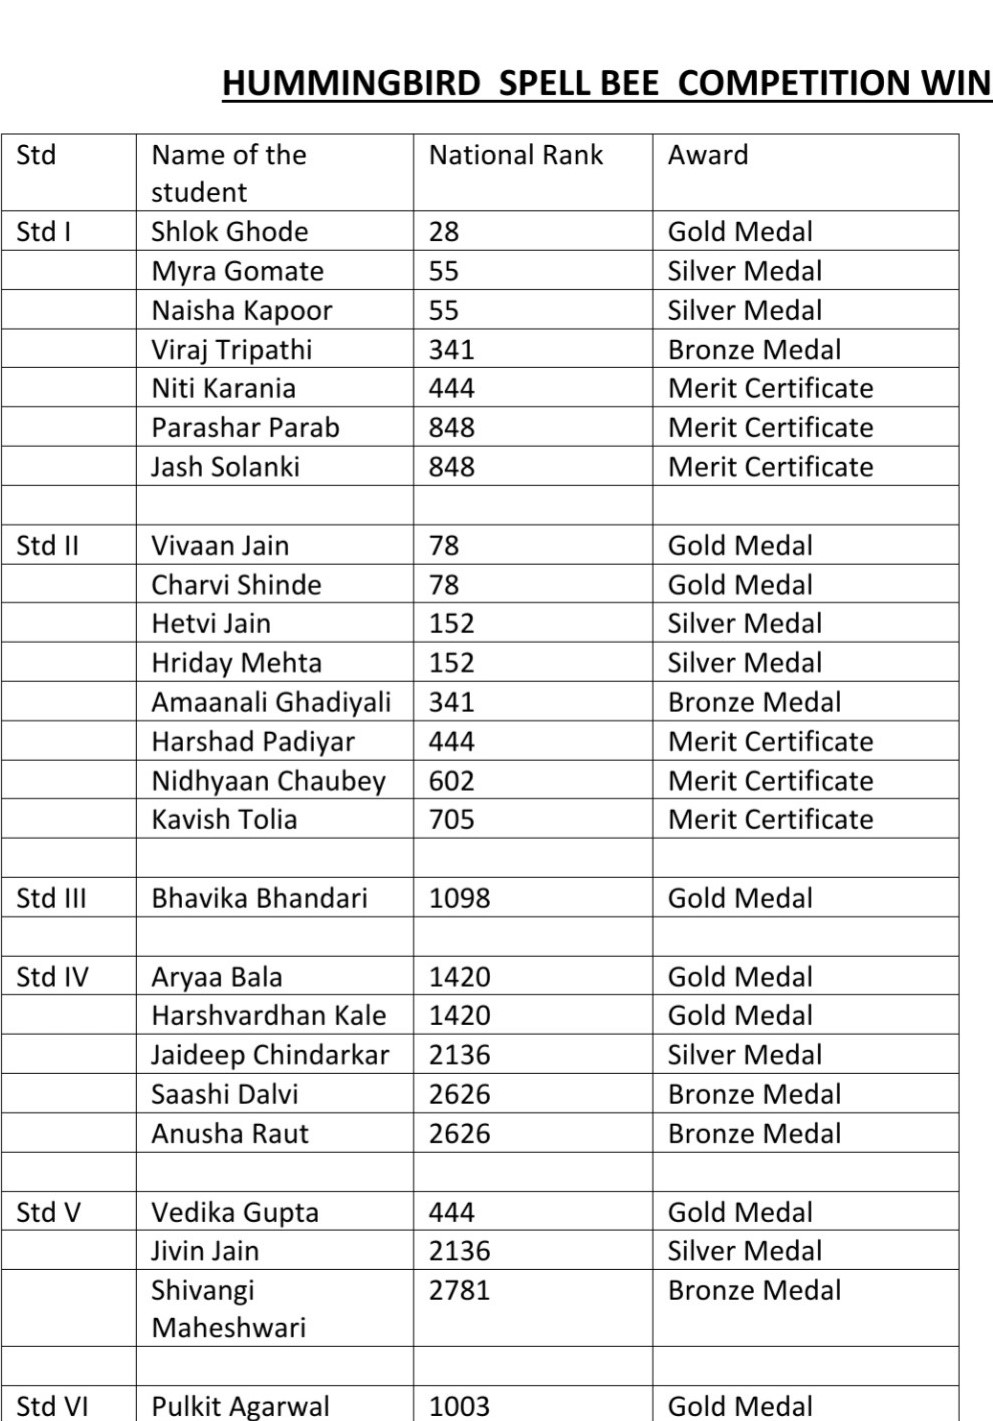 HUMMINGBIRD SPELL BEE COMPETITION WIN
Std Name of the student National Rank Award
Std I Shlok Ghode 28 Gold Medal
Myra Gomate 55 Silver Medal
Naisha Kapoor 55 Silver Medal
Viraj Tripathi 341 Bronze Medal
Niti Karania 444 Merit Certificate
Parashar Parab 848 Merit Certificate
Jash Solanki 848 Merit Certificate
Std II Vivaan Jain 78 Gold Medal
Charvi Shinde 78 Gold Medal
Hetvi Jain 152 Silver Medal
Hriday Mehta 152 Silver Medal
Amaanali Ghadiyali 341 Bronze Medal
Harshad Padiyar 444 Merit Certificate
Nidhyaan Chaubey 602 Merit Certificate
Kavish Tolia 705 Merit Certificate
Std III Bhavika Bhandari 1098 Gold Medal
Std IV Aryaa Bala 1420 Gold Medal
Harshvardhan Kale 1420 Gold Medal
Jaideep Chindarkar 2136 Silver Medal
Saashi Dalvi 2626 Bronze Medal
Anusha Raut 2626 Bronze Medal
Std V Vedika Gupta 444 Gold Medal
Jivin Jain 2136 Silver Medal
Shivangi Maheshwari 2781 Bronze Medal
Std VI Pulkit Agarwal 1003 Gold Medal